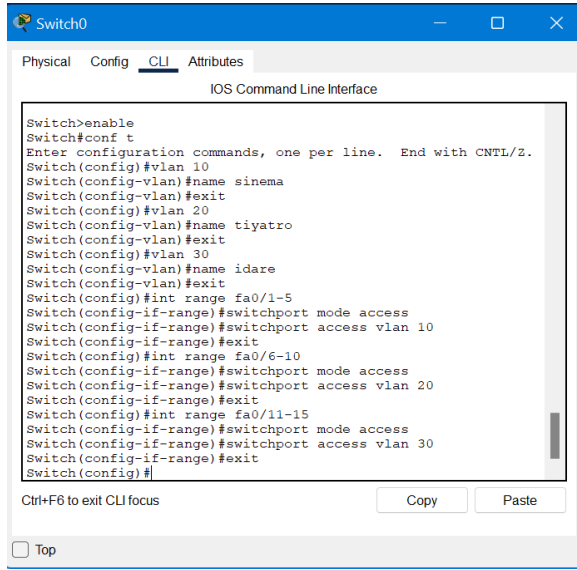 Switch0
Physical Config CLI Attributes
IOS Command Line Interface
Switch>enable
Switch#conf t
Enter configuration commands, one per line. End with CNTL/Z.
Switch(config)#vlan 10
Switch(config-vlan)#name sinema
Switch(config-vlan)#exit
Switch(config)#vlan 20
Switch(config-vlan)#name tiyatro
Switch(config-vlan)#exit
Switch(config)#vlan 30
Switch(config-vlan)#name idare
Switch(config-vlan)#exit
Switch(config)#int range fa0/1-5
Switch(config-if-range)#switchport mode access
Switch(config-if-range)#switchport access vlan 10
Switch(config-if-range)#exit
Switch(config)#int range fa0/6-10
Switch(config-if-range)#switchport mode access
Switch(config-if-range)#switchport access vlan 20
Switch(config-if-range)#exit
Switch(config)#int range fa0/11-15
Switch(config-if-range)#switchport mode access
Switch(config-if-range)#switchport access vlan 30
Switch(config-if-range)#exit
Switch(config)#
Ctrl+F6 to exit CLI focus Copy Paste
Top